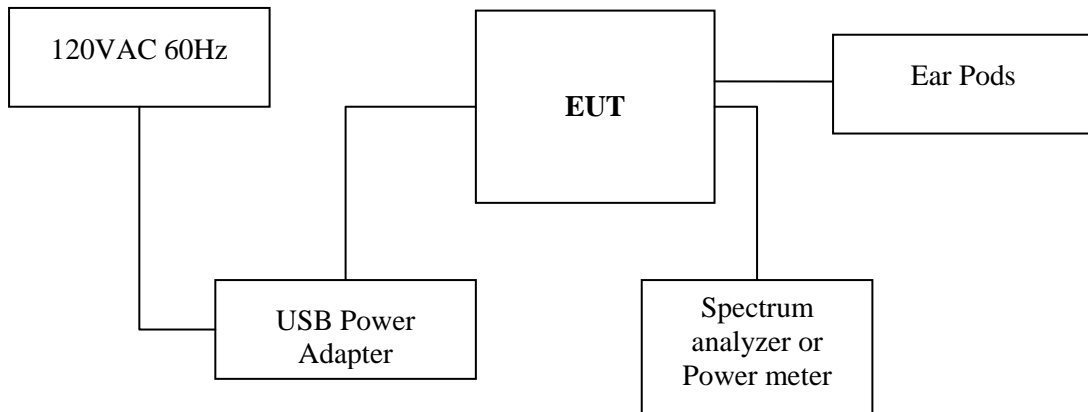 120VAC 60Hz
EUT
Ear Pods
USB Power
Adapter
Spectrum
analyzer or
Power meter